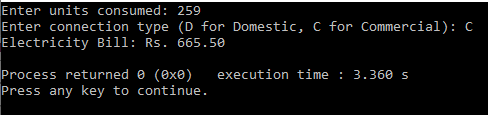 Enter units consumed: 259
Enter connection type (D for Domestic, C for Commercial): C
Electricity Bill: Rs. 665.50
Process returned 0 (0x0)   execution time : 3.360 s
Press any key to continue.